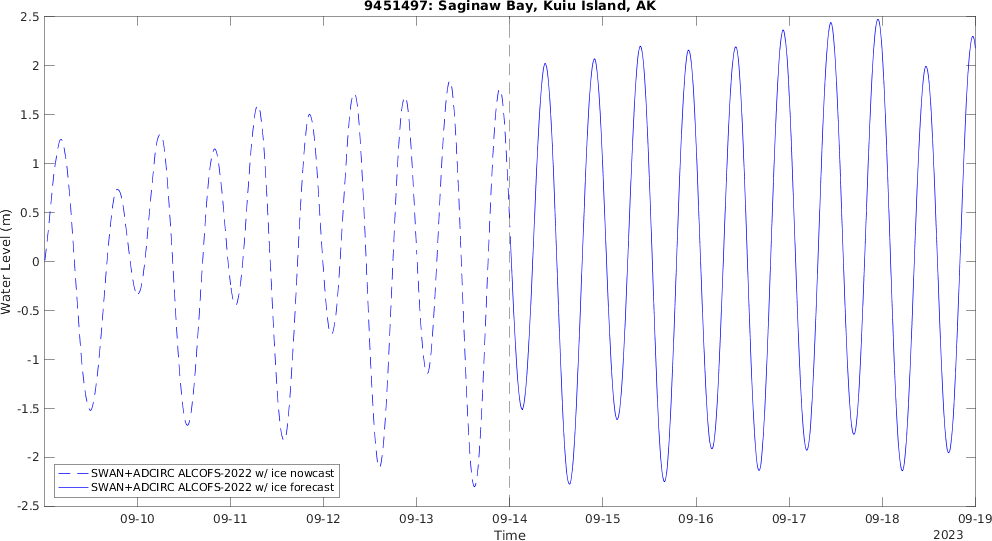 9451497: Saginaw Bay, Kuiu Island, AK
2.5
2
1.5
1
0.5
0
-0.5
-1
-1.5
-2
-2.5
Water Level (m)
SWAN+ADCIRC ALCOFS-2022 w/ ice nowcast
SWAN+ADCIRC ALCOFS-2022 w/ ice forecast
09-10 09-11 09-12 09-13 09-14 09-15 09-16 09-17 09-18 09-19
Time
2023